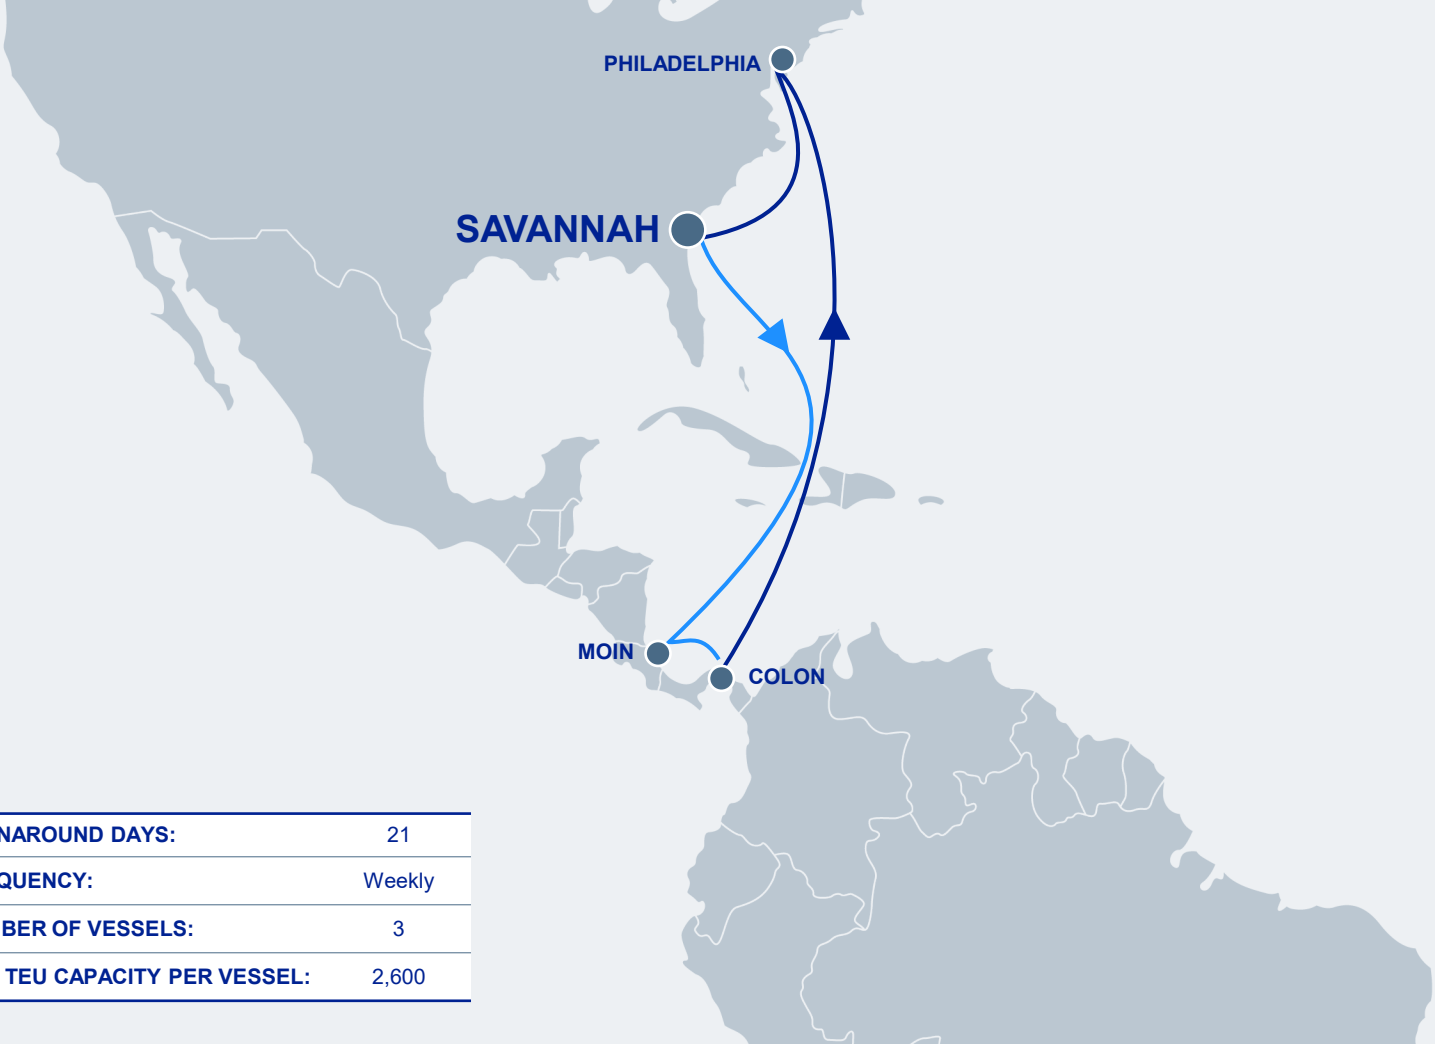 PHILADELPHIA
SAVANNAH
MOIN
COLON
NAROUND DAYS: 21
QUENCY: Weekly
BER OF VESSELS: 3
TEU CAPACITY PER VESSEL: 2,600